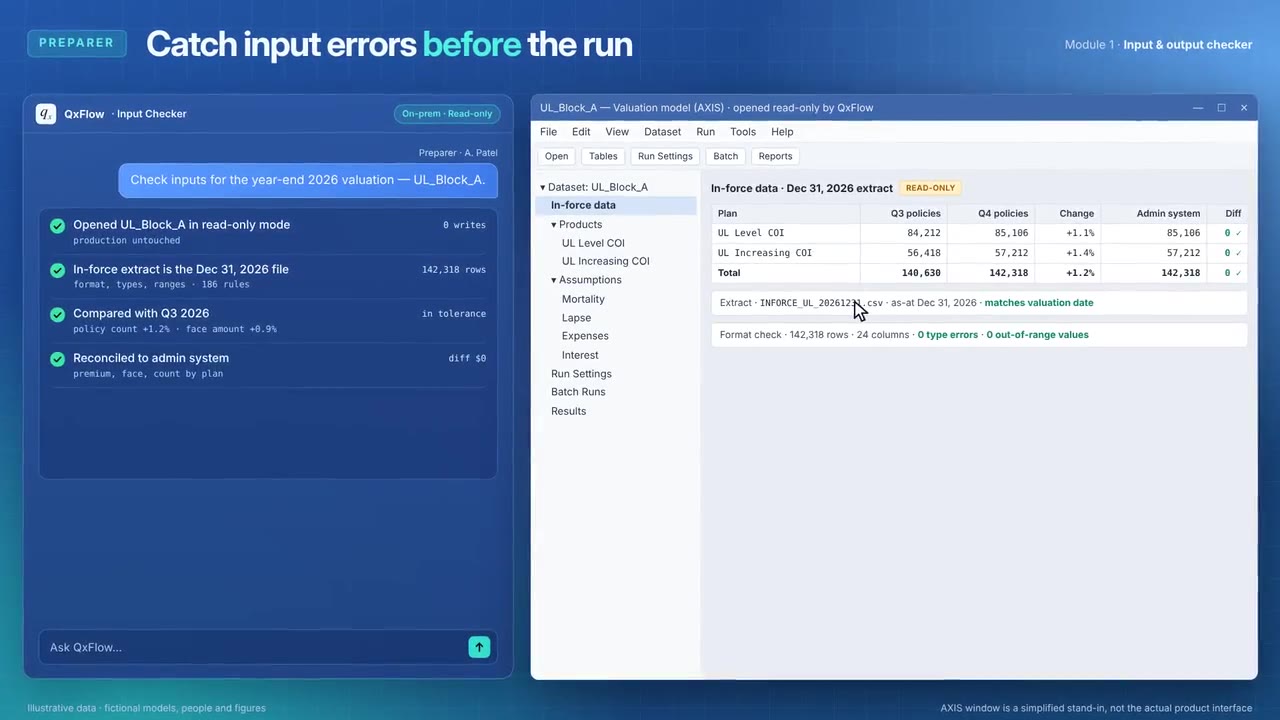 PREPARER
Catch input errors before the run
Module 1 · Input & output checker
qx QxFlow · Input Checker
On-prem · Read-only
Preparer · A. Patel
Check inputs for the year-end 2026 valuation — UL_Block_A.
Opened UL_Block_A in read-only mode 0 writes
production untouched
In-force extract is the Dec 31, 2026 file 142,318 rows
format, types, ranges · 186 rules
Compared with Q3 2026 in tolerance
policy count +1.2% · face amount +0.9%
Reconciled to admin system diff $0
premium, face, count by plan
Ask QxFlow...
UL_Block_A — Valuation model (AXIS) · opened read-only by QxFlow
File Edit View Dataset Run Tools Help
Open Tables Run Settings Batch Reports
▾ Dataset: UL_Block_A
In-force data
▾ Products
UL Level COI
UL Increasing COI
▾ Assumptions
Mortality
Lapse
Expenses
Interest
Run Settings
Batch Runs
Results
In-force data · Dec 31, 2026 extract READ-ONLY
Plan Q3 policies Q4 policies Change Admin system Diff
UL Level COI 84,212 85,106 +1.1% 85,106 0 ✓
UL Increasing COI 56,418 57,212 +1.4% 57,212 0 ✓
Total 140,630 142,318 +1.2% 142,318 0 ✓
Extract · INFORCE_UL_20261231.csv · as-at Dec 31, 2026 · matches valuation date
Format check · 142,318 rows · 24 columns · 0 type errors · 0 out-of-range values
Illustrative data · fictional models, people and figures
AXIS window is a simplified stand-in, not the actual product interface